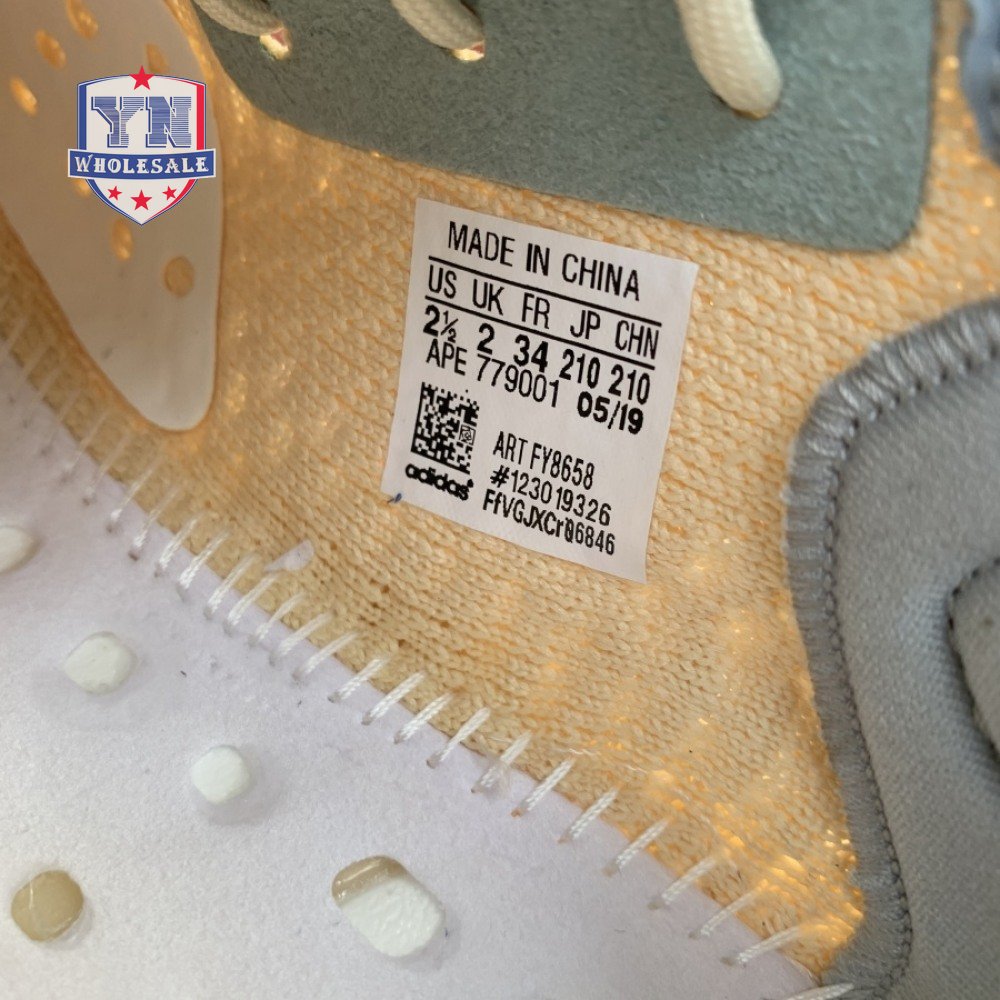 YN
WHOLESALE
MADE IN CHINA
US UK FR JP CHN
2½ 2 34 210 210
APE 779001 05/19
ART FY8658
#123019326
adidas